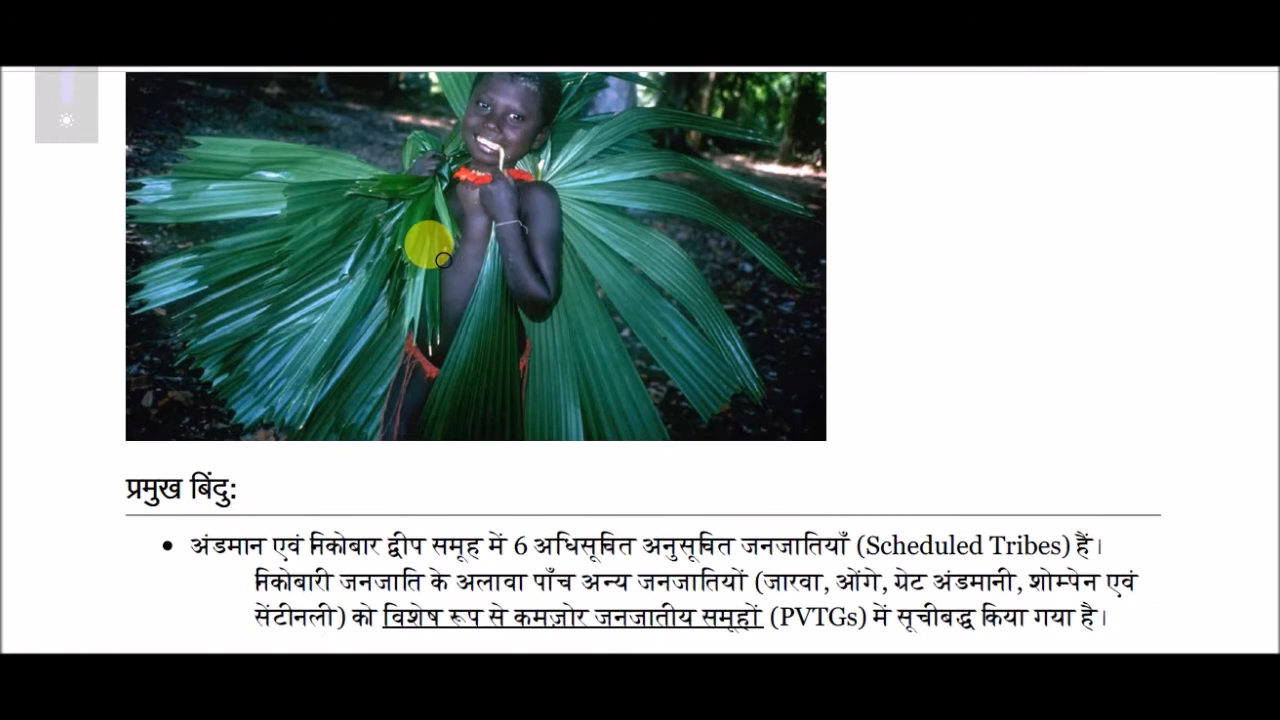 प्रमुख बिंदु:
• अंडमान एवं निकोबार द्वीप समूह में 6 अधिसूचित अनुसूचित जनजातियाँ (Scheduled Tribes) हैं।
निकोबारी जनजाति के अलावा पाँच अन्य जनजातियों (जारवा, ओंगे, ग्रेट अंडमानी, शोम्पेन एवं
सेंटीनली) को विशेष रूप से कमज़ोर जनजातीय समूहों (PVTGs) में सूचीबद्ध किया गया है।